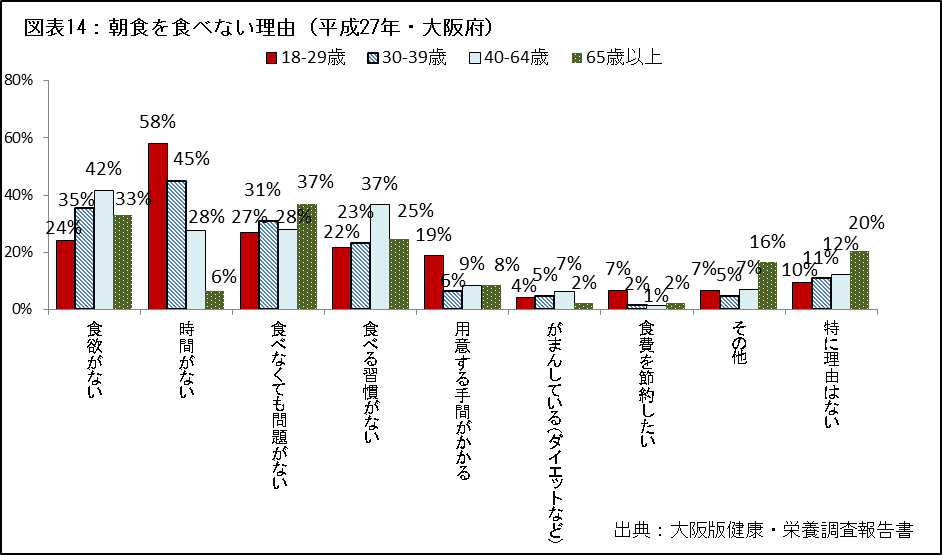 図表14：朝食を食べない理由（平成27年・大阪府）
18-29歳 30-39歳 40-64歳 65歳以上
80%
60%
40%
20%
0%
24% 35% 42% 33%
58% 45% 28% 6%
27% 31% 28% 37%
22% 23% 37% 25%
19% 6% 9% 8%
4% 5% 7% 2%
7% 2% 1% 2%
7% 5% 7% 16%
10% 11% 12% 20%
食欲がない
時間がない
食べなくても問題がない
食べる習慣がない
用意する手間がかかる
がまんしている（ダイエットなど）
食費を節約したい
その他
特に理由はない
出典：大阪版健康・栄養調査報告書